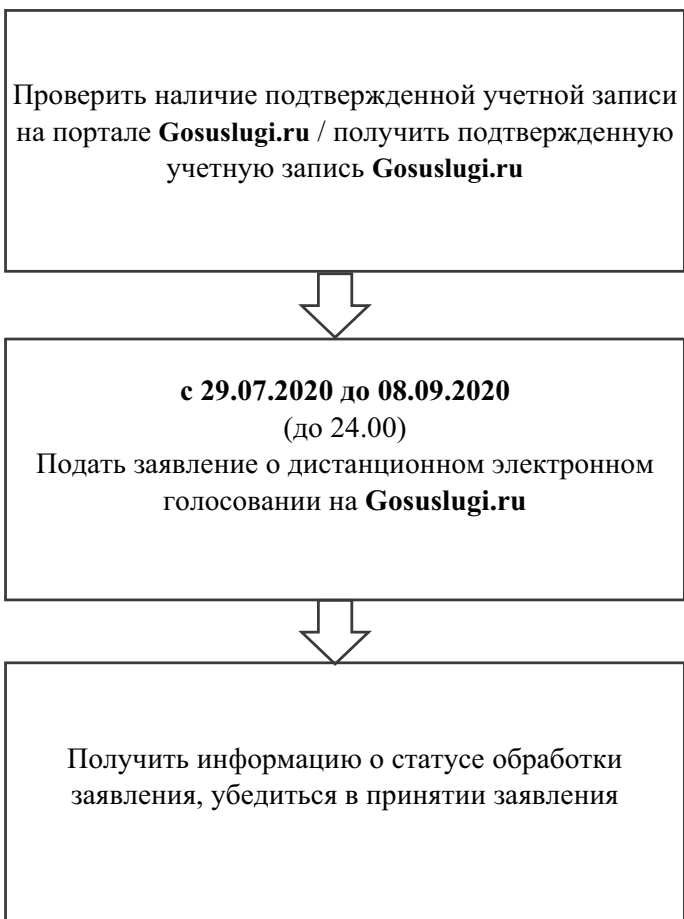 Проверить наличие подтвержденной учетной записи
на портале Gosuslugi.ru / получить подтвержденную
учетную запись Gosuslugi.ru
с 29.07.2020 до 08.09.2020
(до 24.00)
Подать заявление о дистанционном электронном
голосовании на Gosuslugi.ru
Получить информацию о статусе обработки
заявления, убедиться в принятии заявления